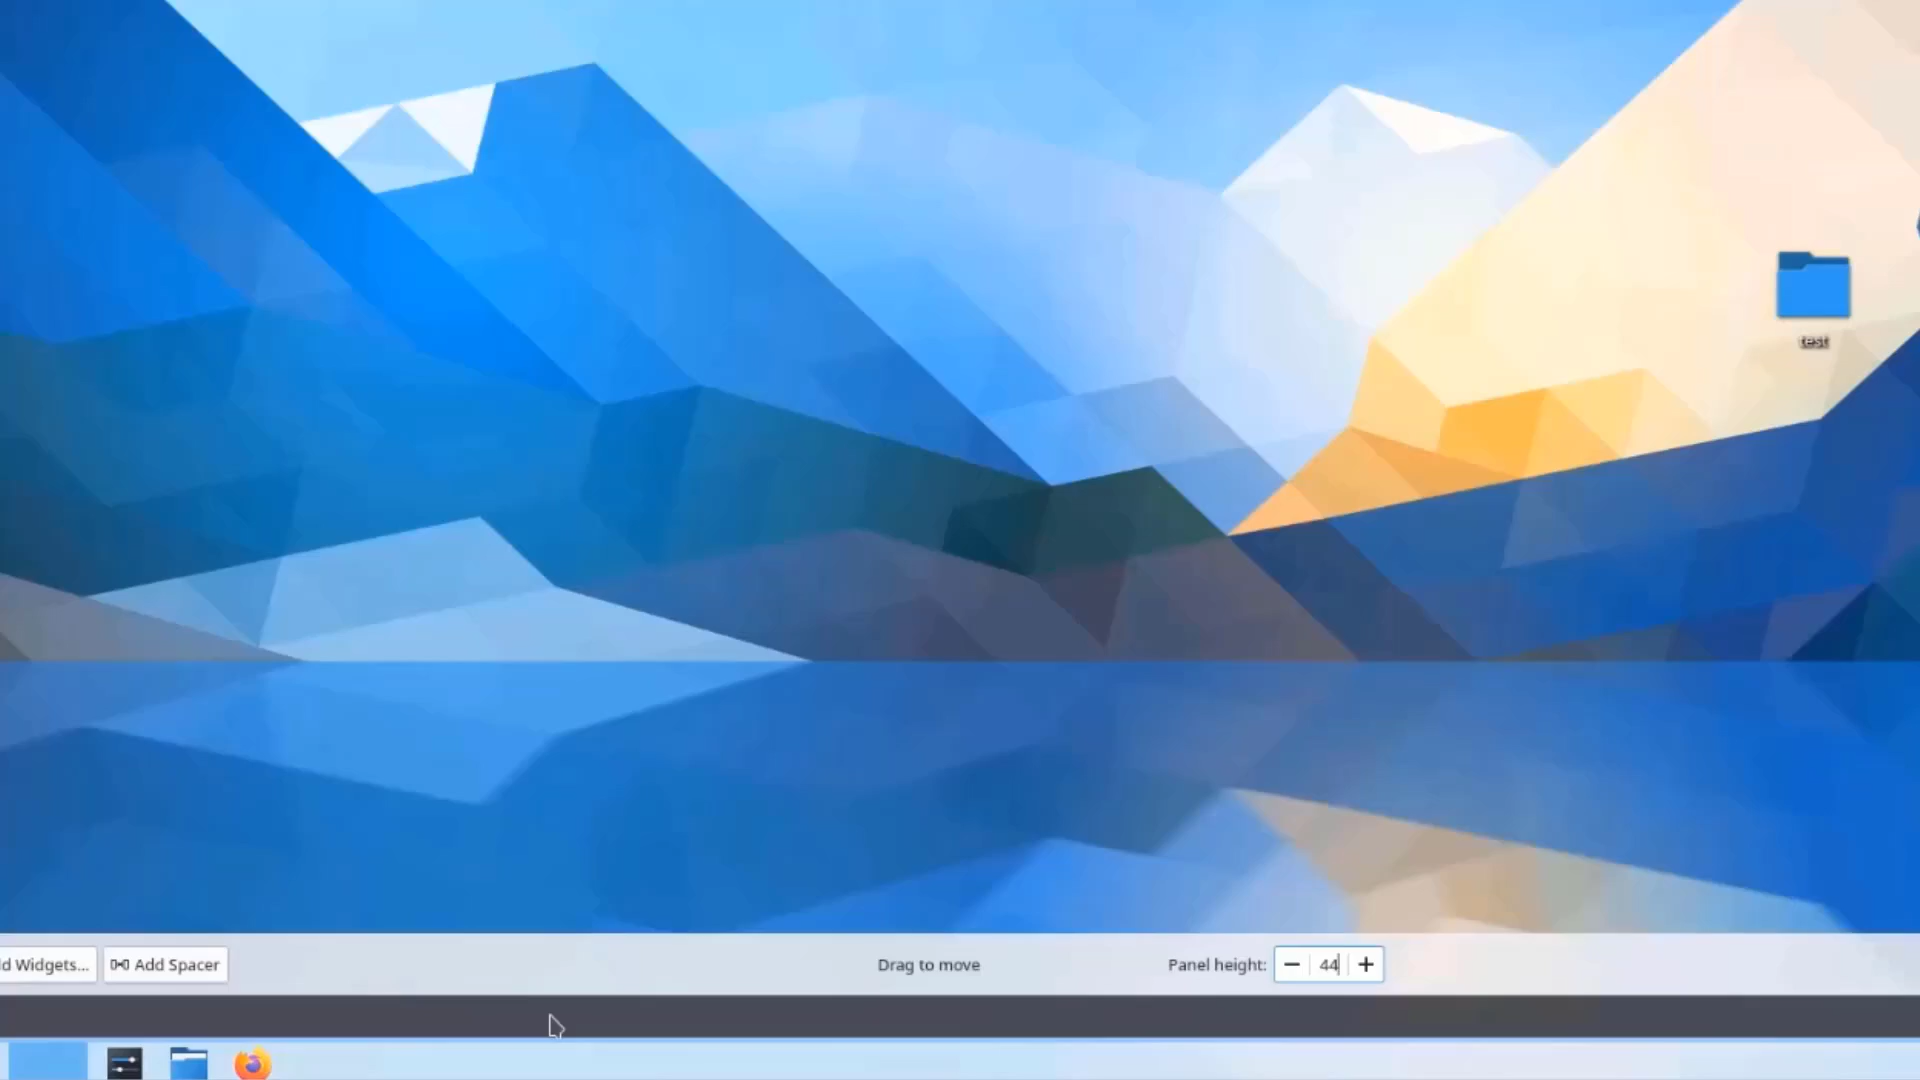 test
d Widgets...
Add Spacer
Drag to move
Panel height:
44